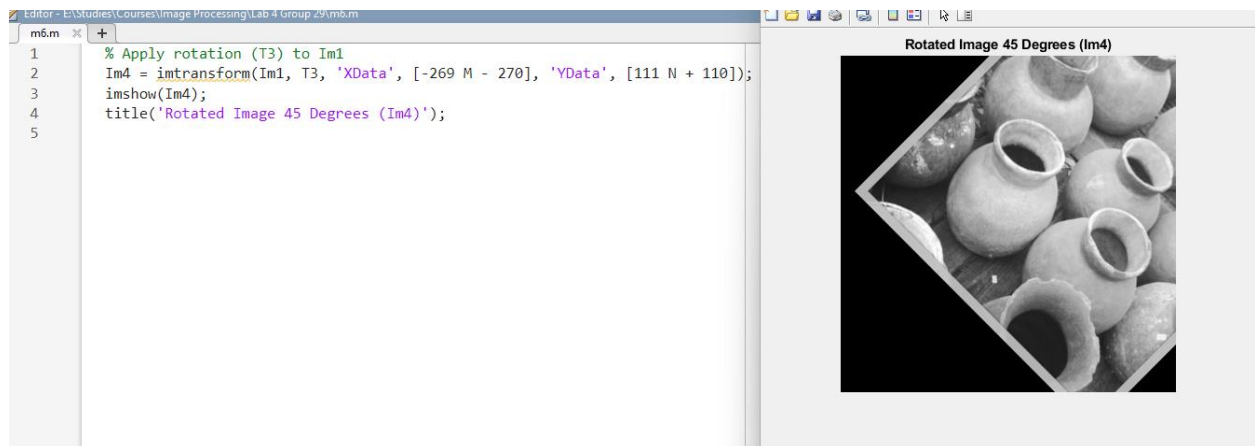 Editor - E:\Studies\Courses\Image Processing\Lab 4 Group 29\m6.m
m6.m × +
1 % Apply rotation (T3) to Im1
2 Im4 = imtransform(Im1, T3, 'XData', [-269 M - 270], 'YData', [111 N + 110]);
3 imshow(Im4);
4 title('Rotated Image 45 Degrees (Im4)');
5
Rotated Image 45 Degrees (Im4)